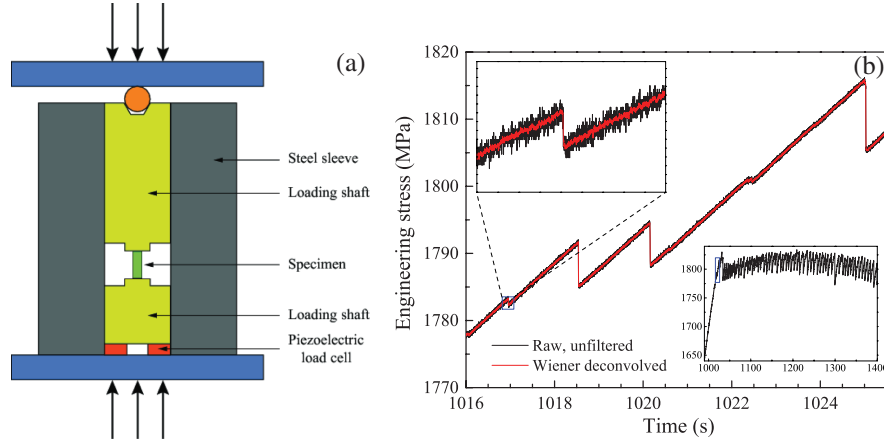 (a)
Steel sleeve
Loading shaft
Specimen
Loading shaft
Piezoelectric
load cell
(b)
Engineering stress (MPa)
1820
1810
1800
1790
1780
1770
1016
1018
1020
1022
1024
Time (s)
Raw, unfiltered
Wiener deconvolved
1800
1750
1700
1650
1000
1100
1200
1300
1400